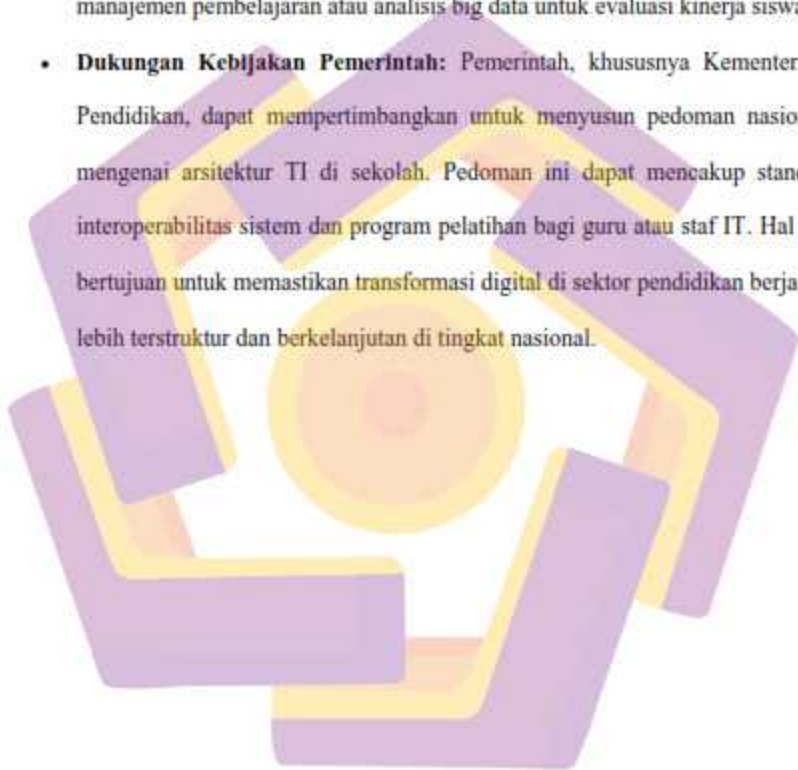 manajemen pembelajaran atau analisis big data untuk evaluasi kinerja siswa
• Dukungan Kebijakan Pemerintah: Pemerintah, khususnya Kementer
Pendidikan, dapat mempertimbangkan untuk menyusun pedoman nasio
mengenai arsitektur TI di sekolah. Pedoman ini dapat mencakup stand
interoperabilitas sistem dan program pelatihan bagi guru atau staf IT. Hal
bertujuan untuk memastikan transformasi digital di sektor pendidikan berja
lebih terstruktur dan berkelanjutan di tingkat nasional.